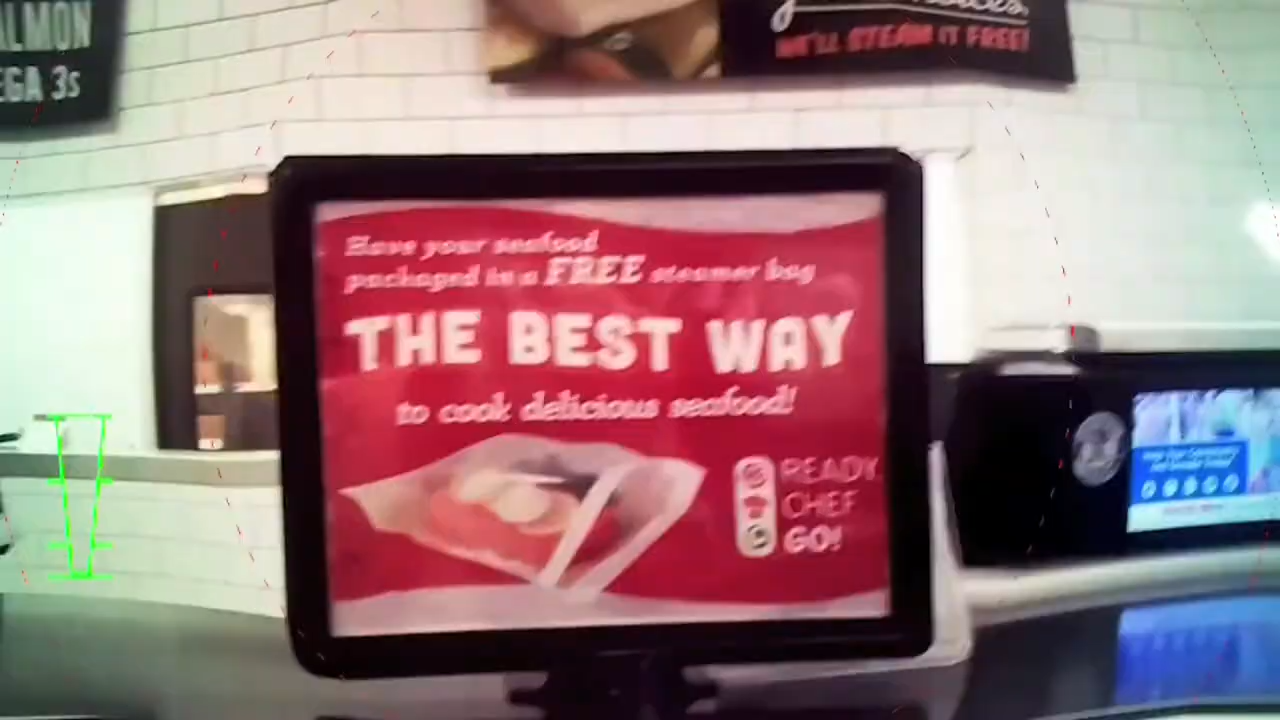 ALMON
EGA 3s
WE'LL STEAM IT FREE!
Have your seafood
packaged in a FREE steamer bag
THE BEST WAY
to cook delicious seafood!
READY
CHEF
GO!